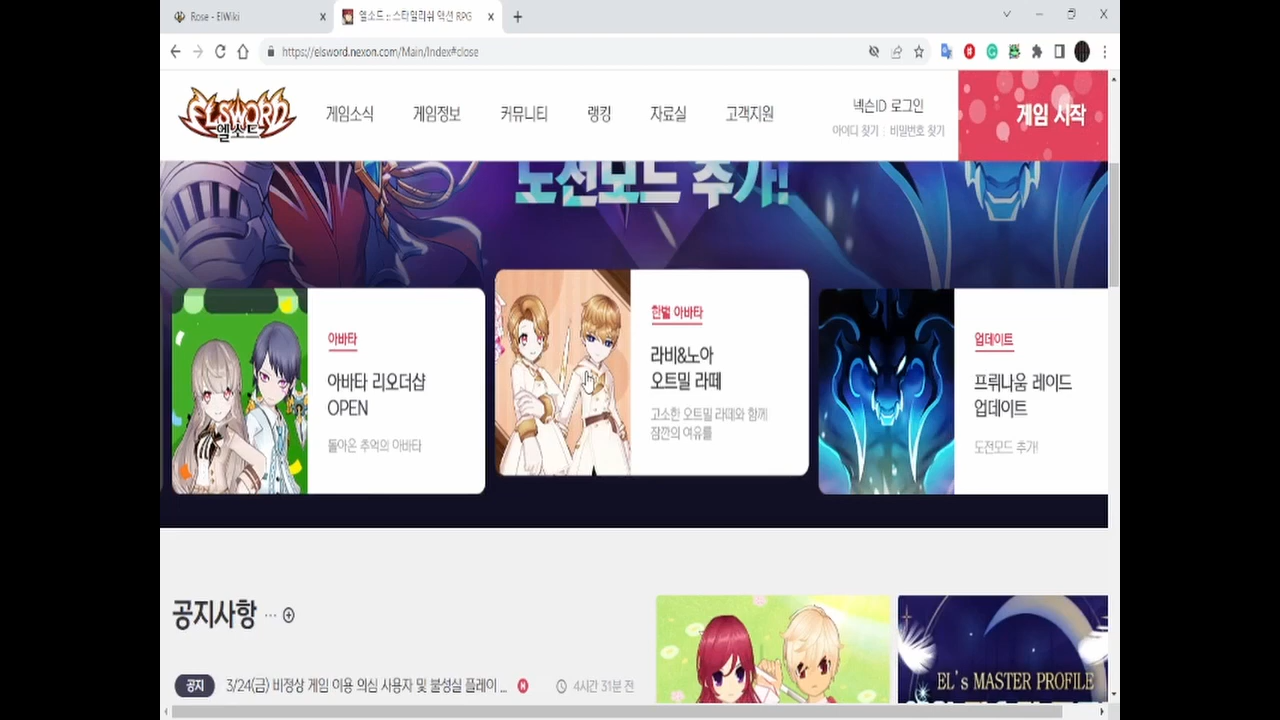 Rose - ElWiki
엘소드 :: 스타일리쉬 액션 RPG
https://elsword.nexon.com/Main/Index#close
ELSWORD
엘소드
게임소식 게임정보 커뮤니티 랭킹 자료실 고객지원
넥슨ID 로그인
아이디 찾기 : 비밀번호 찾기
게임 시작
도전모드 추가!
아바타
아바타 리오더샵
OPEN
돌아온 추억의 아바타
한벌 아바타
라비&노아
오트밀 라떼
고소한 오트밀 라떼와 함께
잠깐의 여유를
업데이트
프뤼나움 레이드
업데이트
도전모드 추가!
공지사항 ...
공지 3/24(금) 비정상 게임 이용 의심 사용자 및 불성실 플레이 ... N 4시간 31분 전
EL's MASTER PROFILE